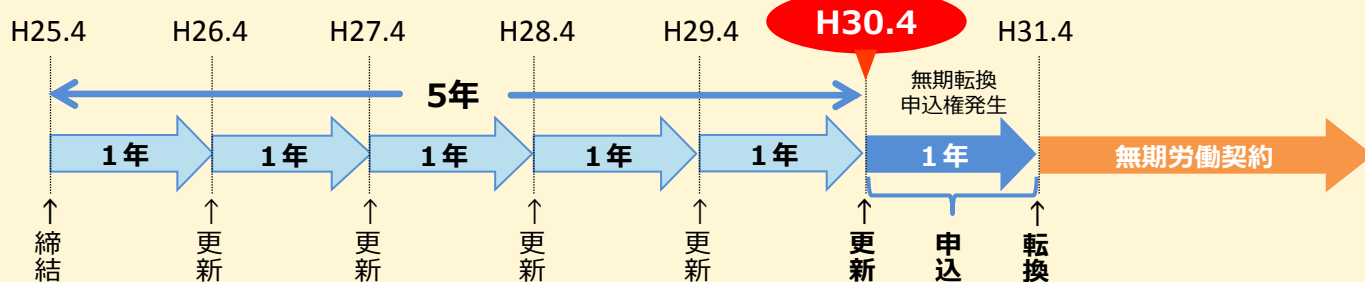 H25.4 H26.4 H27.4 H28.4 H29.4 H30.4 H31.4
5年
無期転換
申込権発生
1年 1年 1年 1年 1年 1年 無期労働契約
↑ ↑ ↑ ↑ ↑ ↑ ↑
締結 更新 更新 更新 更新 更新 申込 転換